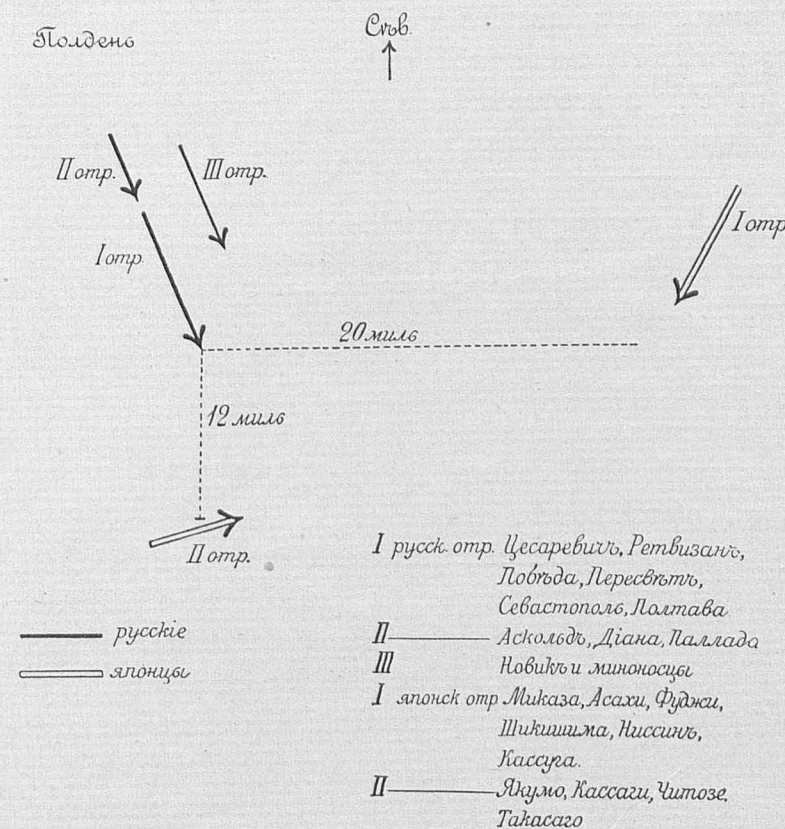 Полдень
Сѣв.
II отр.
III отр.
I отр.
I отр
20 миль
12 миль
II отр.
русскіе
японцы
I русск. отр. Цесаревичъ, Ретвизанъ,
Побѣда, Пересвѣтъ,
Севастополь, Полтава
II ——— Аскольдъ, Діана, Паллада
III Новикъ и миноносцы
I японск отр Миказа, Асахи, Фуджи,
Шикишима, Ниссинъ,
Кассуга.
II ——— Якумо, Кассаги, Читозе,
Такасаго